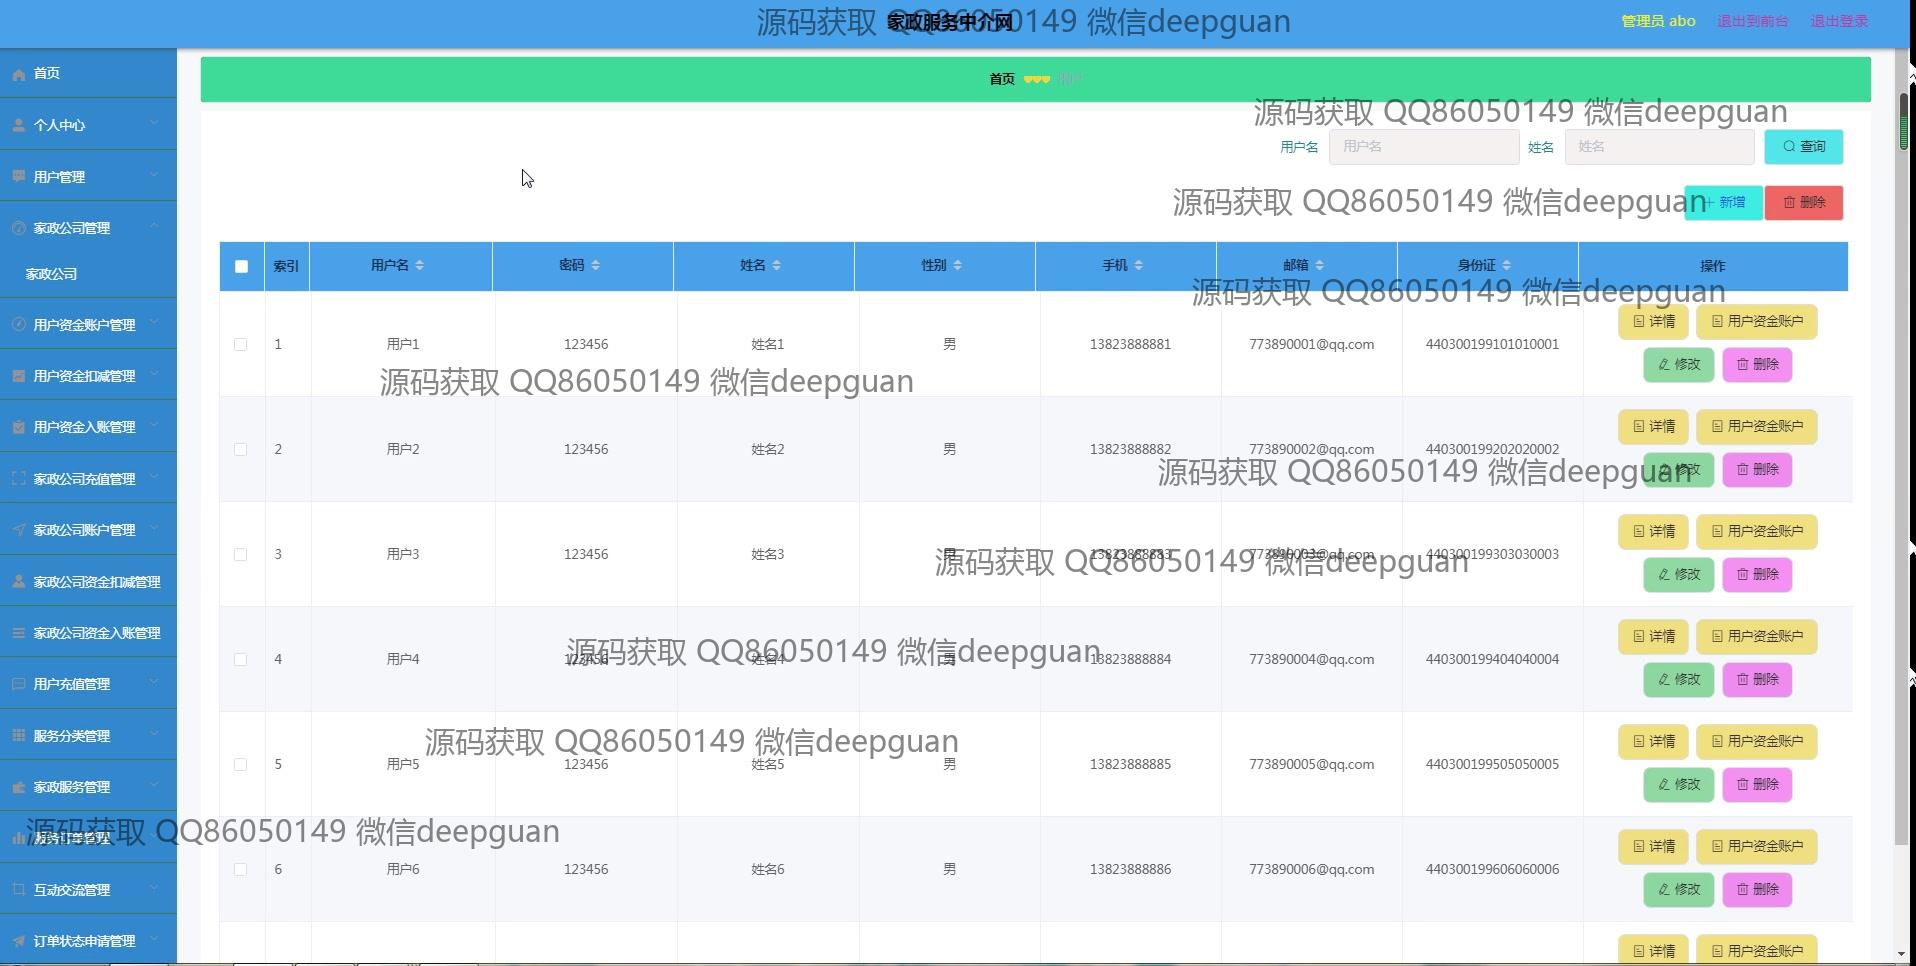 家政服务中介网
源码获取 QQ86050149 微信deepguan
管理员 abo
退出到前台
退出登录
首页
个人中心
用户管理
家政公司管理
家政公司
用户资金账户管理
用户资金扣减管理
用户资金入账管理
家政公司充值管理
家政公司账户管理
家政公司资金扣减管理
家政公司资金入账管理
用户充值管理
服务分类管理
家政服务管理
服务订单管理
互动交流管理
订单状态申请管理
首页
用户
源码获取 QQ86050149 微信deepguan
用户名 用户名 姓名 姓名 查询
源码获取 QQ86050149 微信deepguan
新增 删除
索引 用户名 密码 姓名 性别 手机 邮箱 身份证 操作
源码获取 QQ86050149 微信deepguan
1 用户1 123456 姓名1 男 13823888881 773890001@qq.com 440300199101010001
详情 用户资金账户
修改 删除
源码获取 QQ86050149 微信deepguan
2 用户2 123456 姓名2 男 13823888882 773890002@qq.com 440300199202020002
详情 用户资金账户
修改 删除
源码获取 QQ86050149 微信deepguan
3 用户3 123456 姓名3 男 13823888883 773890003@qq.com 440300199303030003
详情 用户资金账户
修改 删除
源码获取 QQ86050149 微信deepguan
4 用户4 123456 姓名4 男 13823888884 773890004@qq.com 440300199404040004
详情 用户资金账户
修改 删除
源码获取 QQ86050149 微信deepguan
5 用户5 123456 姓名5 男 13823888885 773890005@qq.com 440300199505050005
详情 用户资金账户
修改 删除
源码获取 QQ86050149 微信deepguan
6 用户6 123456 姓名6 男 13823888886 773890006@qq.com 440300199606060006
详情 用户资金账户
修改 删除
源码获取 QQ86050149 微信deepguan
详情 用户资金账户